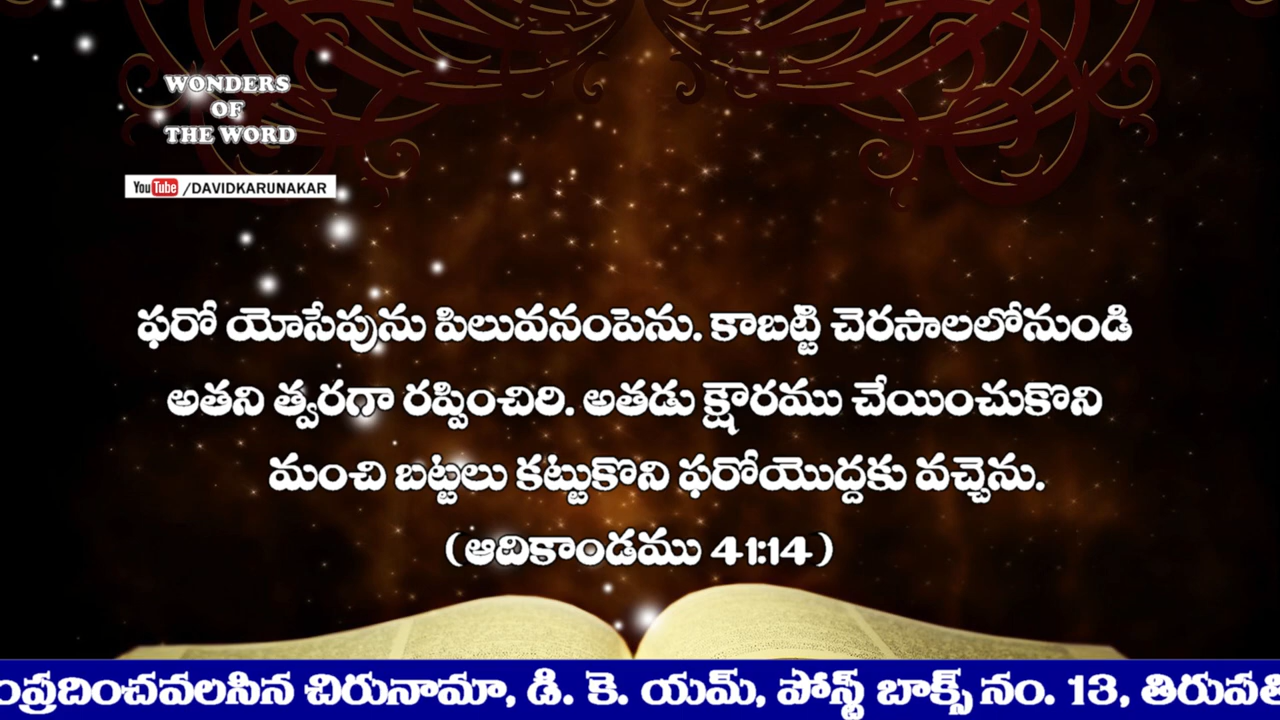 WONDERS
OF
THE WORD
YouTube /DAVIDKARUNAKAR
ఫరో యోసేపును పిలువనంపెను. కాబట్టి చెరసాలలోనుండి
అతని త్వరగా రప్పించిరి. అతడు క్షౌరము చేయించుకొని
మంచి బట్టలు కట్టుకొని ఫరోయొద్దకు వచ్చెను.
(ఆదికాండము 41:14)
ంప్రదించవలసిన చిరునామా, డి. కె. యమ్, పోస్ట్ బాక్స్ నం. 13, తిరుపతి